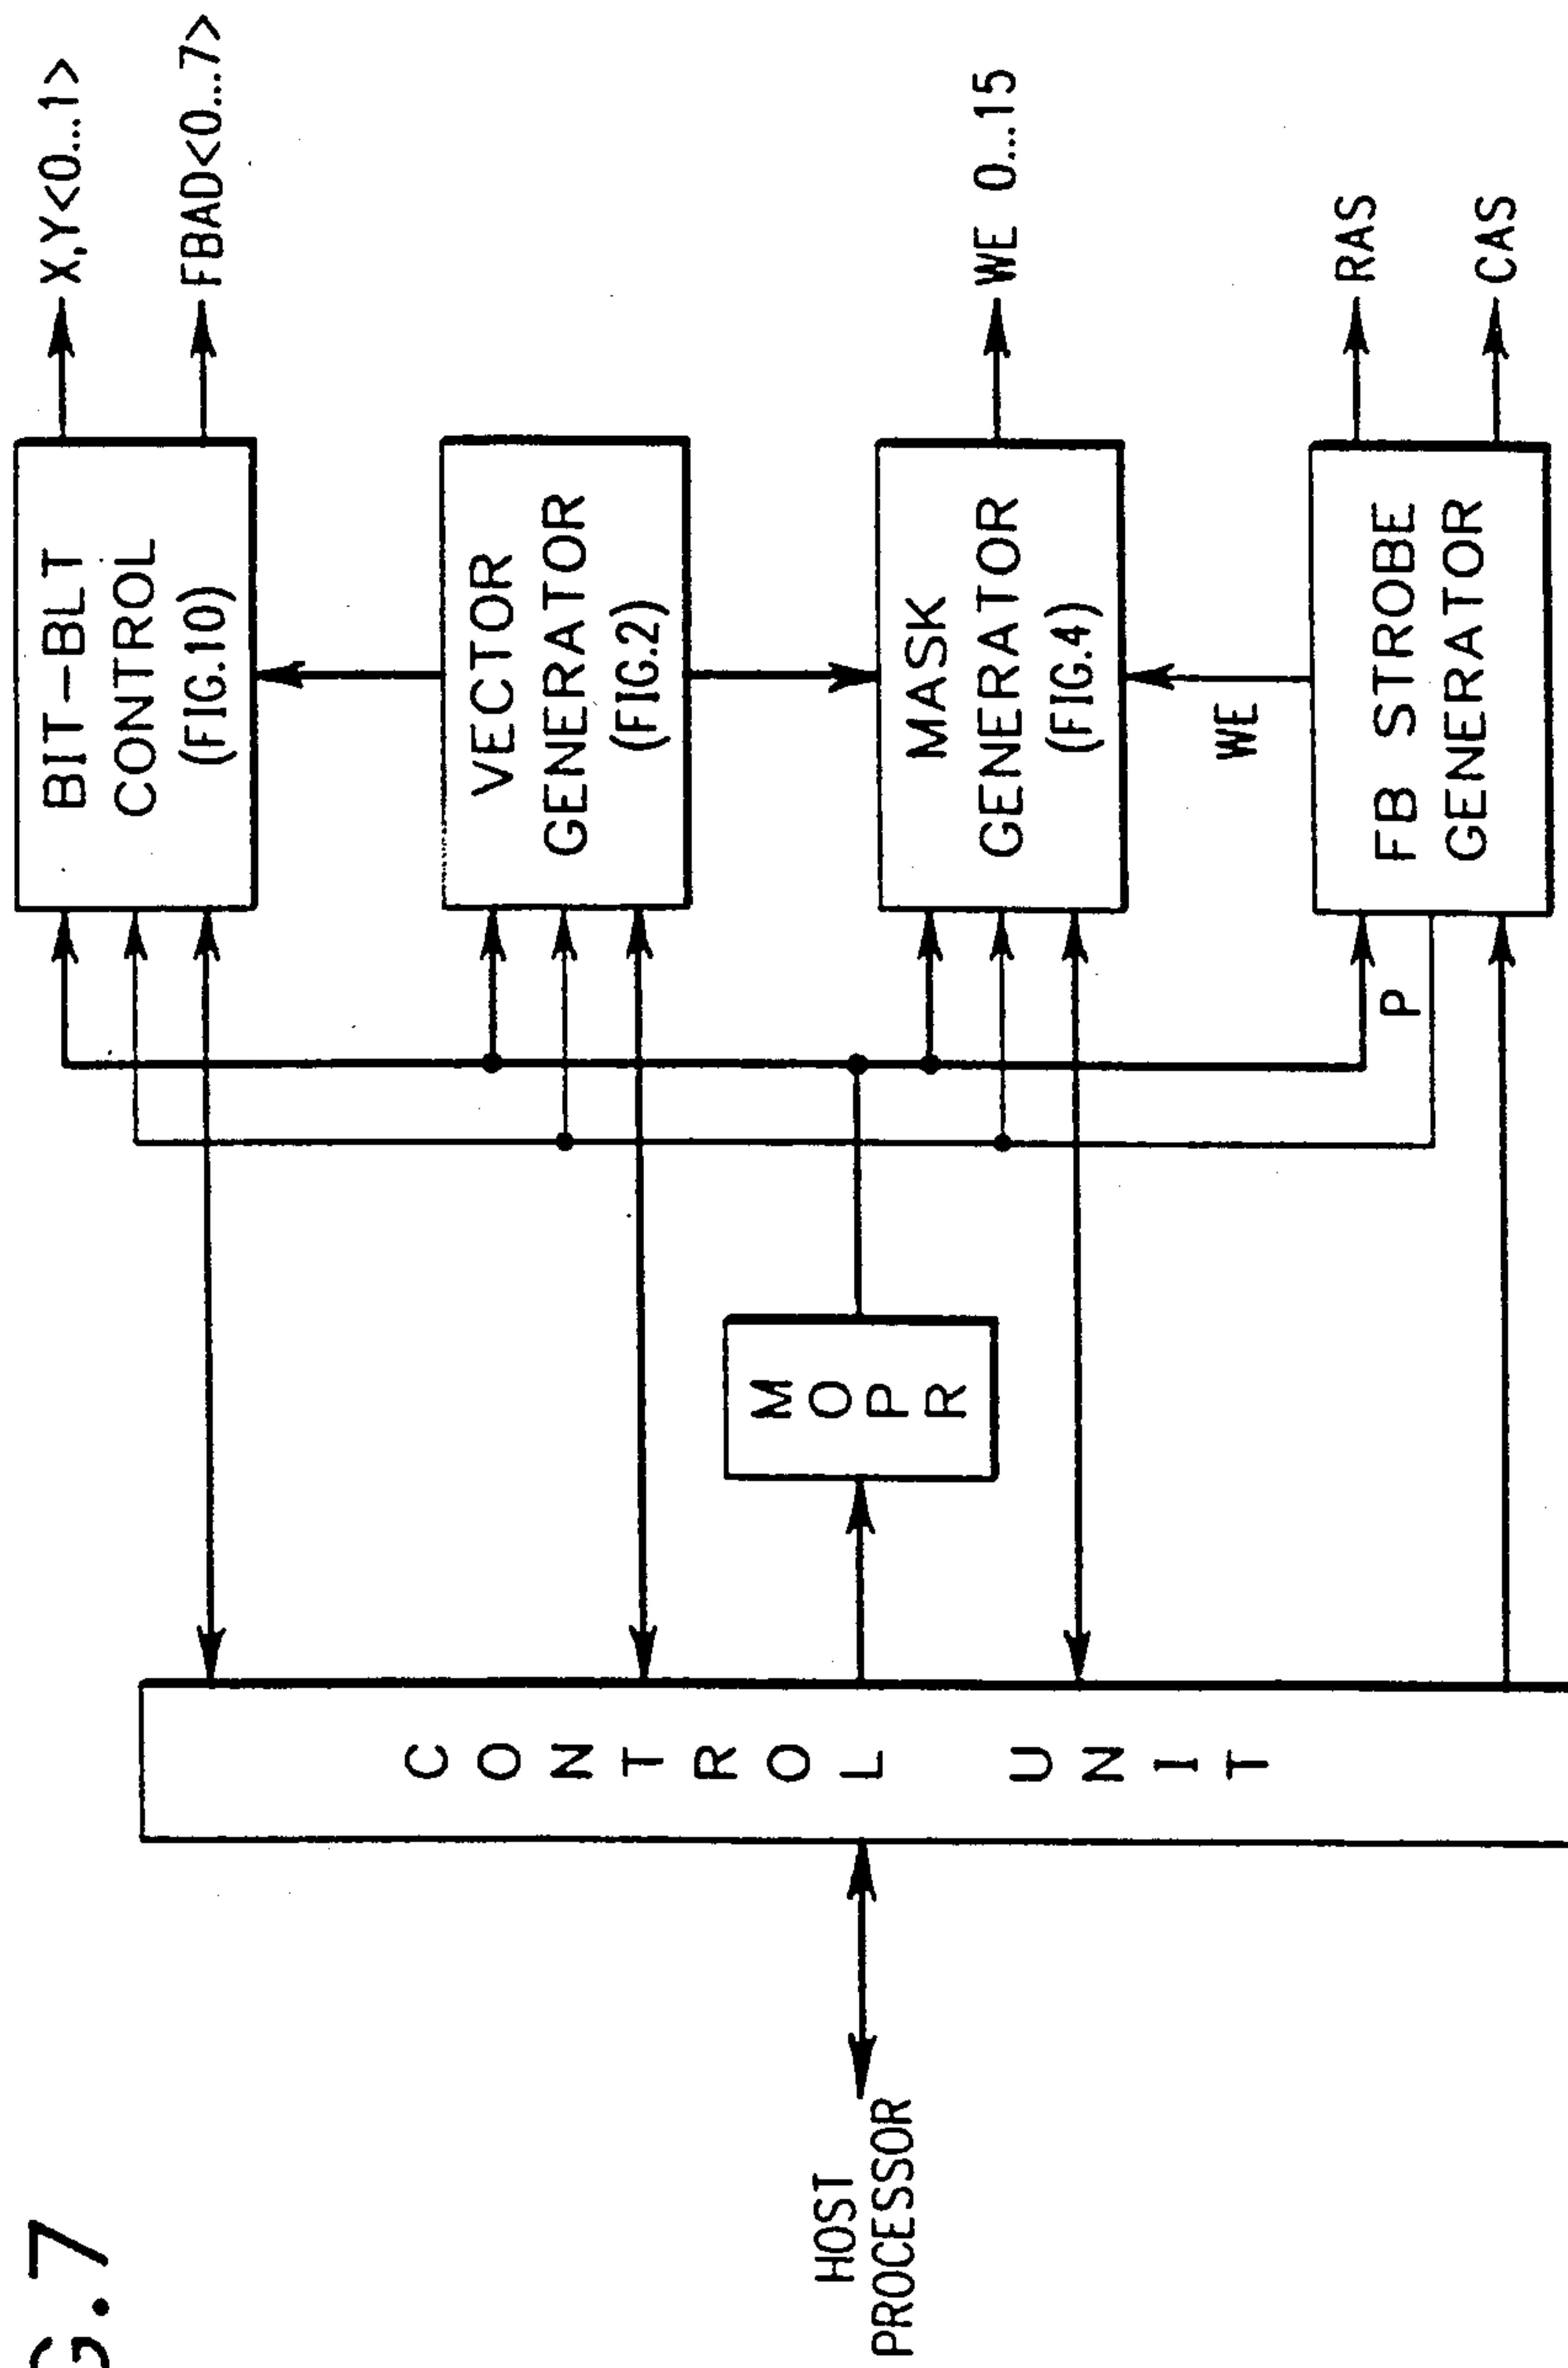 G.7
HOST
PROCESSOR
CONTROL UNIT
MOPR
BIT-BLT
CONTROL
(FIG.10)
X,Y<0...1>
FBAD<0...7>
VECTOR
GENERATOR
(FIG.2)
MASK
GENERATOR
(FIG.4)
WE 0...15
WE
P
FB STROBE
GENERATOR
RAS
CAS